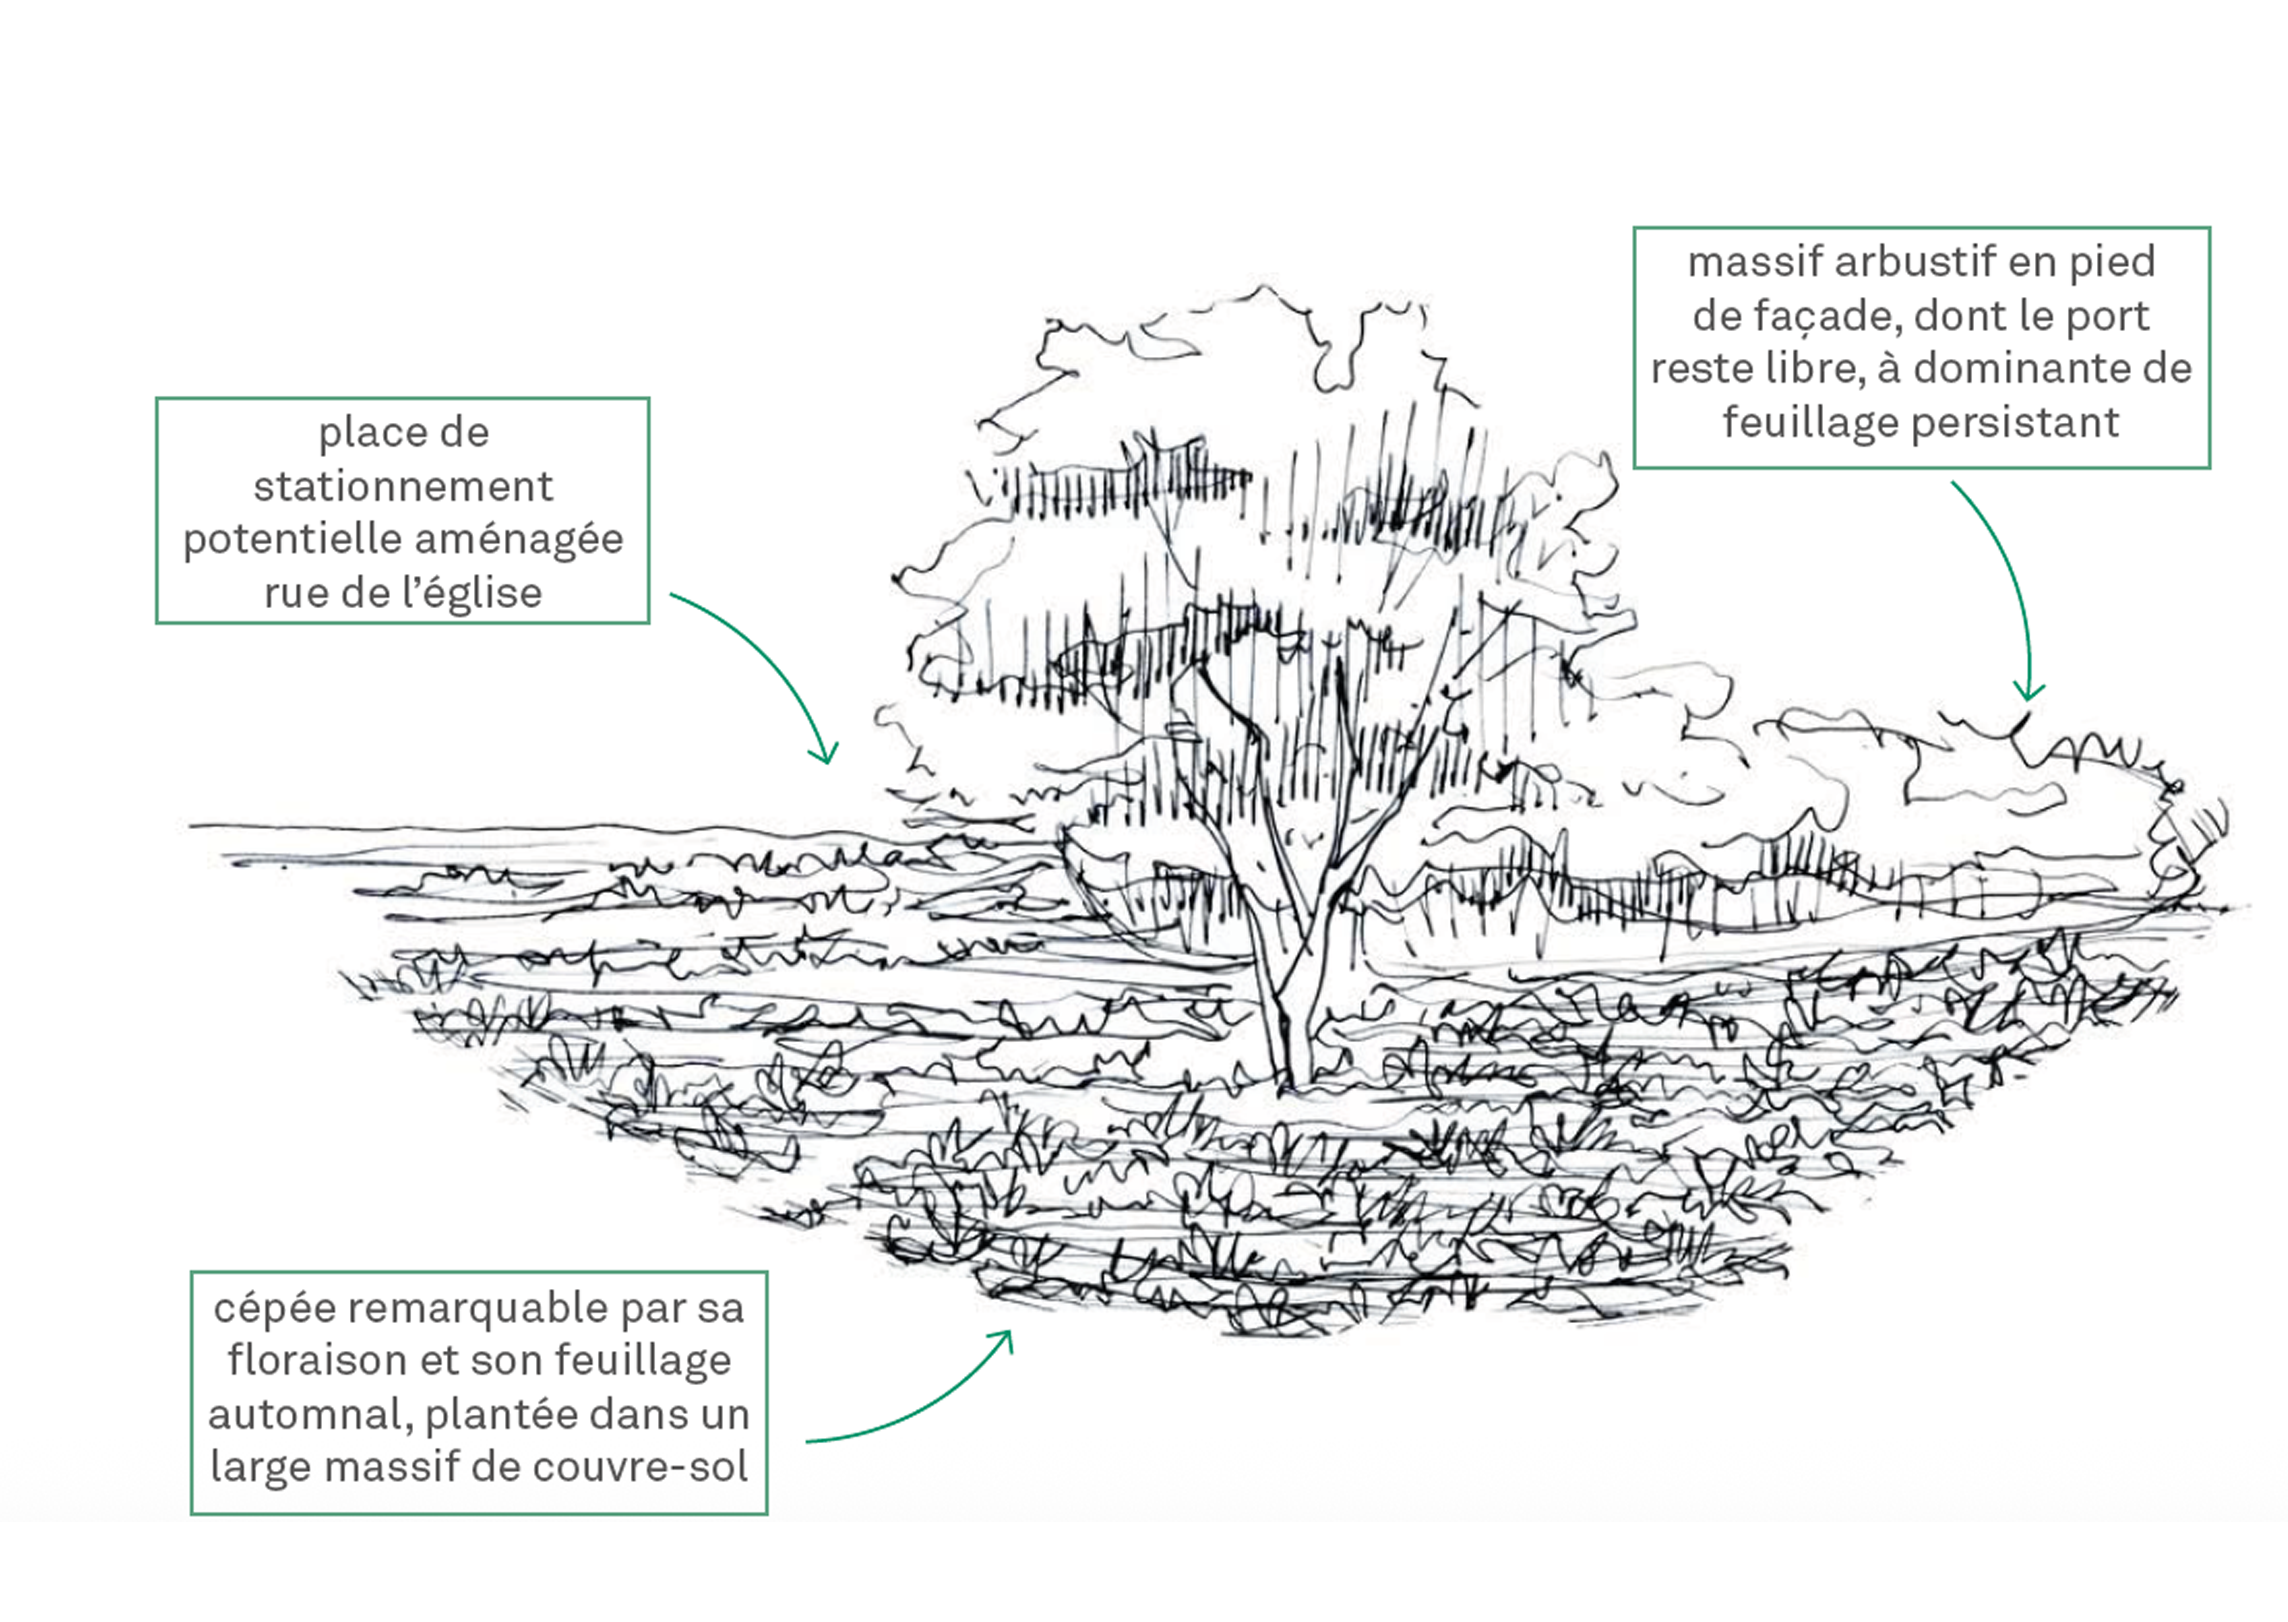 massif arbustif en pied
de façade, dont le port
reste libre, à dominante de
feuillage persistant
place de
stationnement
potentielle aménagée
rue de l’église
cépée remarquable par sa
floraison et son feuillage
automnal, plantée dans un
large massif de couvre-sol